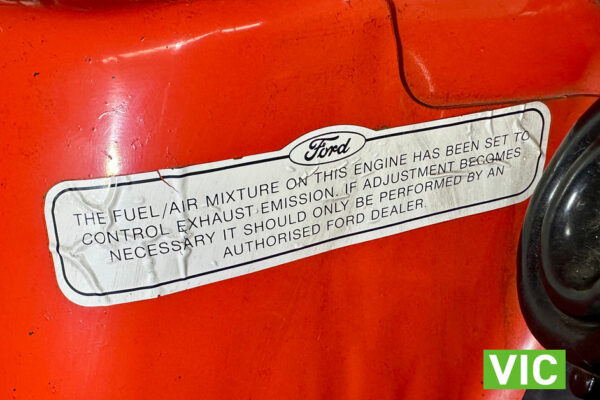 Ford
THE FUEL/AIR MIXTURE ON THIS ENGINE HAS BEEN SET TO
CONTROL EXHAUST EMISSION. IF ADJUSTMENT BECOMES
NECESSARY IT SHOULD ONLY BE PERFORMED BY AN
AUTHORISED FORD DEALER.
VIC